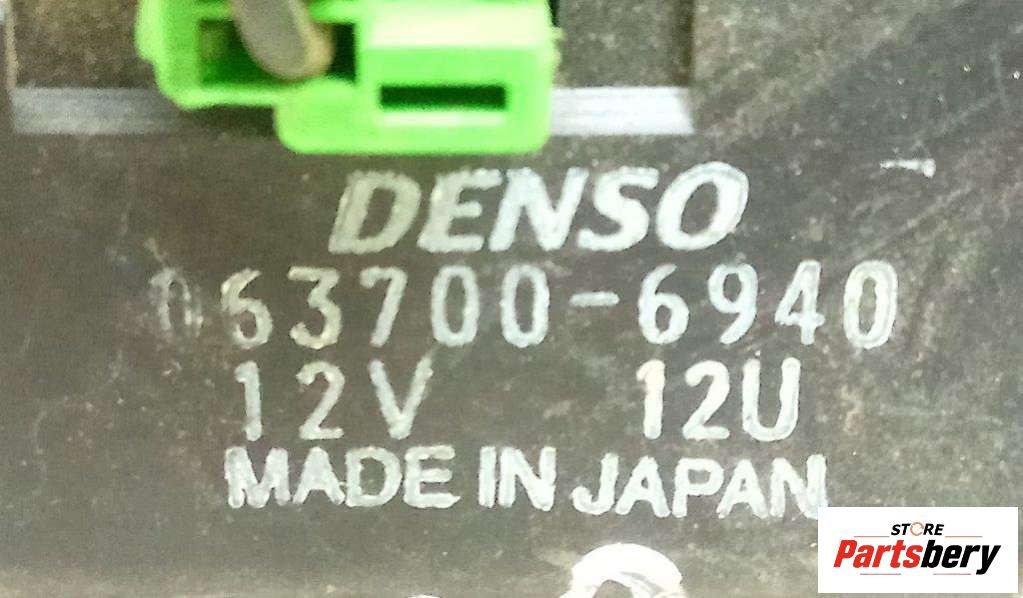 DENSO
063700-6940
12V 12U
MADE IN JAPAN
STORE
Partsbery